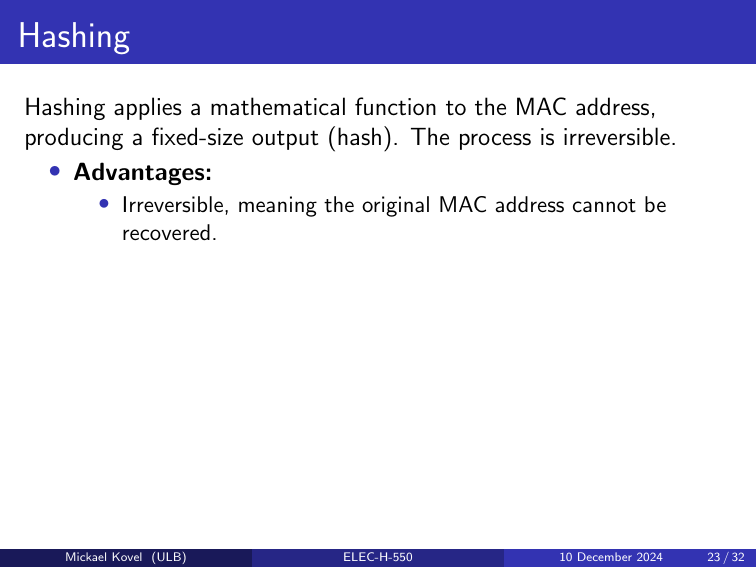 Hashing
Hashing applies a mathematical function to the MAC address,
producing a fixed-size output (hash). The process is irreversible.
• Advantages:
• Irreversible, meaning the original MAC address cannot be
recovered.
Mickael Kovel (ULB) ELEC-H-550 10 December 2024 23 / 32